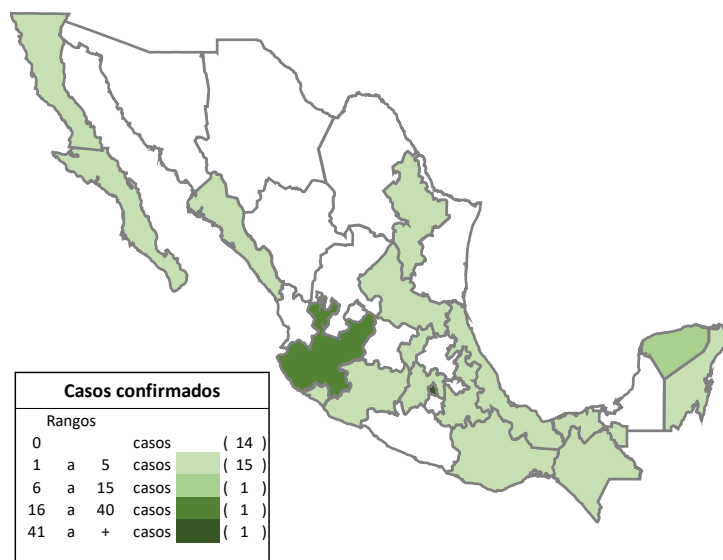 Casos confirmados
Rangos
0 casos ( 14 )
1 a 5 casos ( 15 )
6 a 15 casos ( 1 )
16 a 40 casos ( 1 )
41 a + casos ( 1 )